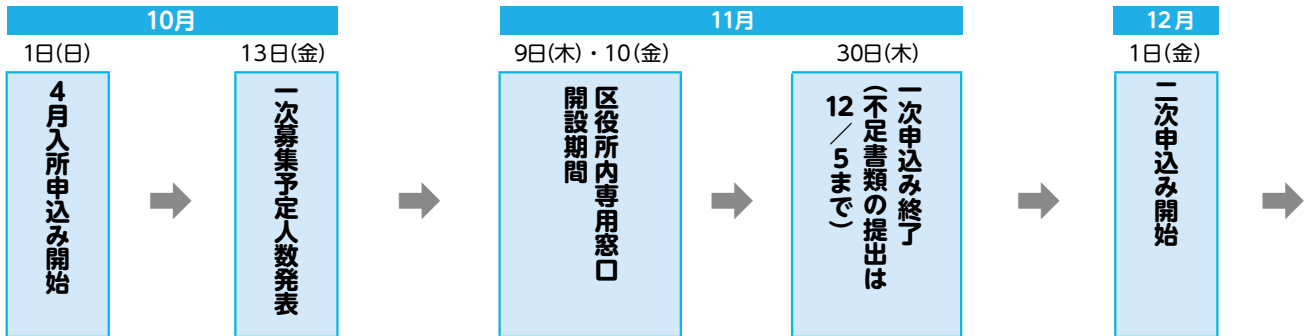 10月
1日(日)
4月入所申込み開始
13日(金)
一次募集予定人数発表
11月
9日(木)・10(金)
区役所内専用窓口
開設期間
30日(木)
一次申込み終了
(不足書類の提出は
12/5まで)
12月
1日(金)
二次申込み開始